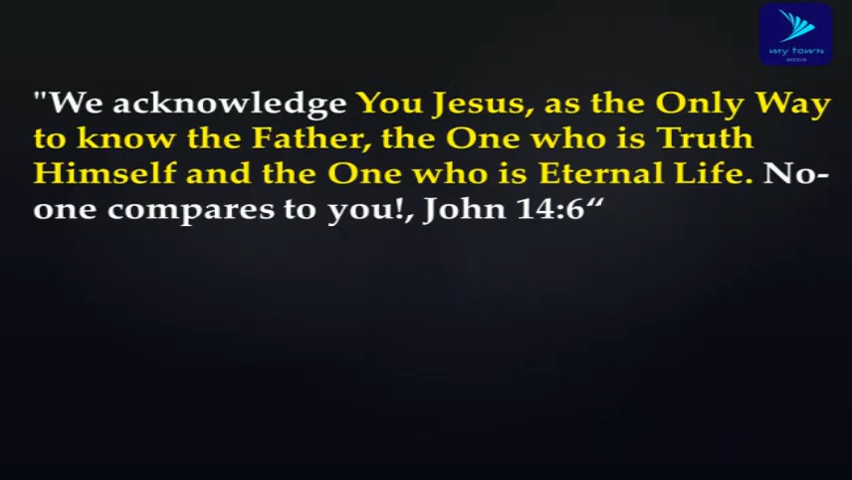 my town
MEDIA
"We acknowledge You Jesus, as the Only Way
to know the Father, the One who is Truth
Himself and the One who is Eternal Life. No-
one compares to you!, John 14:6“